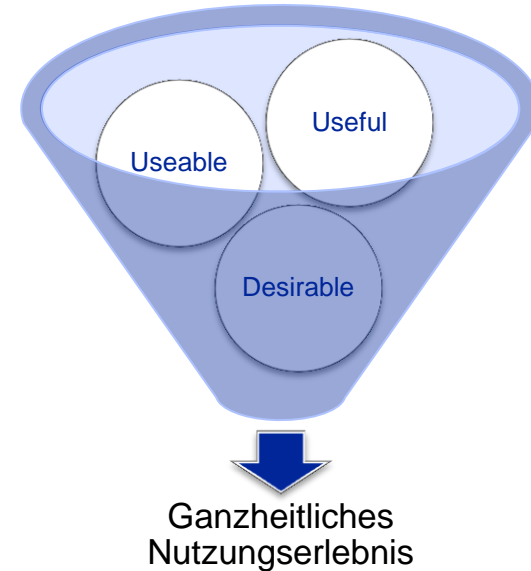 Useful
Useable
Desirable
Ganzheitliches
Nutzungserlebnis